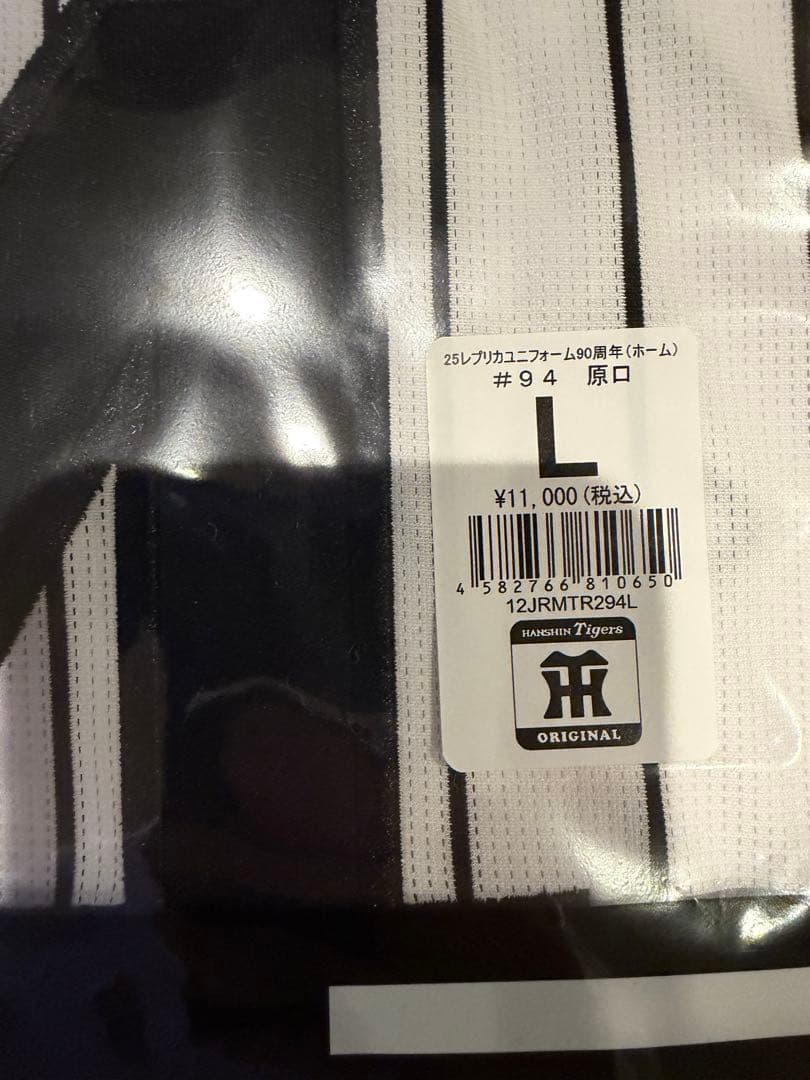 25レプリカユニフォーム90周年(ホーム)
#94 原口
L
¥11,000(税込)
4 582766 810650
12JRMTR294L
HANSHIN Tigers
TH
ORIGINAL